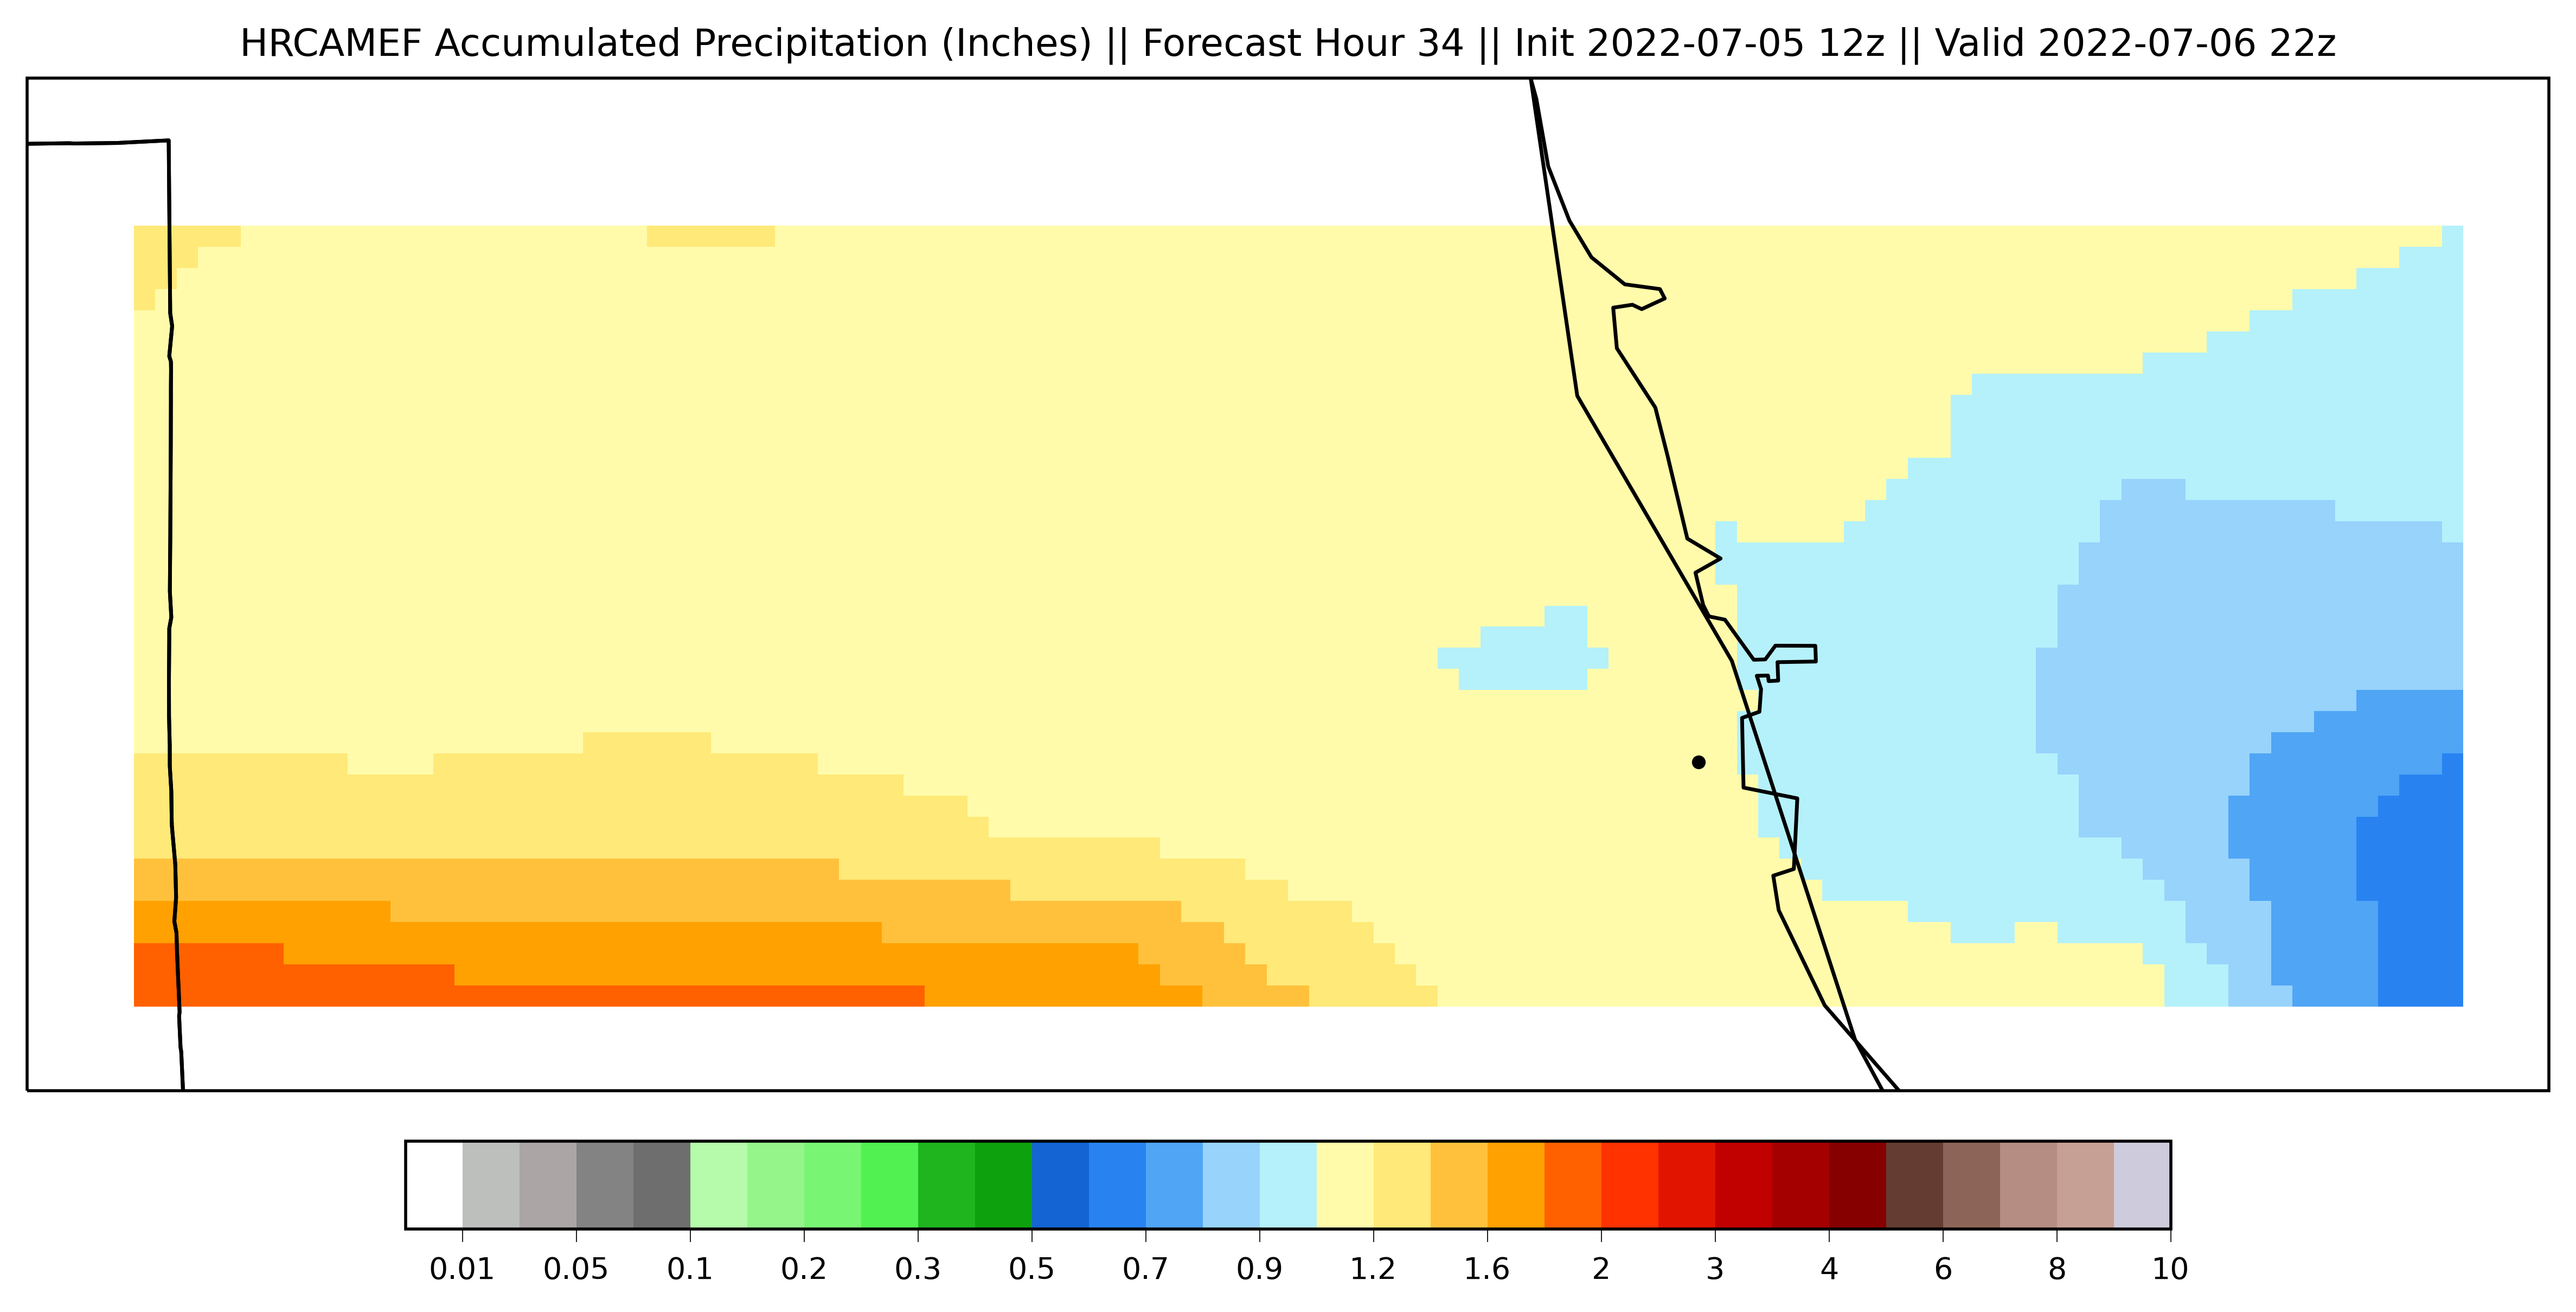 HRCAMEF Accumulated Precipitation (Inches) || Forecast Hour 34 || Init 2022-07-05 12z || Valid 2022-07-06 22z
0.01 0.05 0.1 0.2 0.3 0.5 0.7 0.9 1.2 1.6 2 3 4 6 8 10